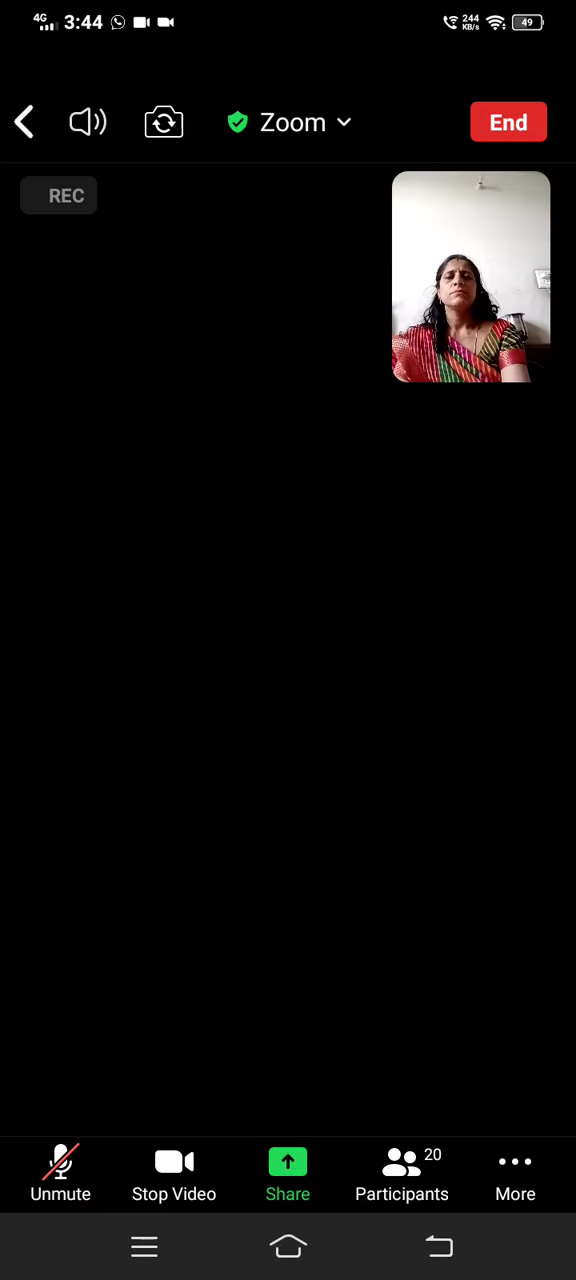 4G 3:44 244 KB/s 49
Zoom End
REC
20
Unmute Stop Video Share Participants More